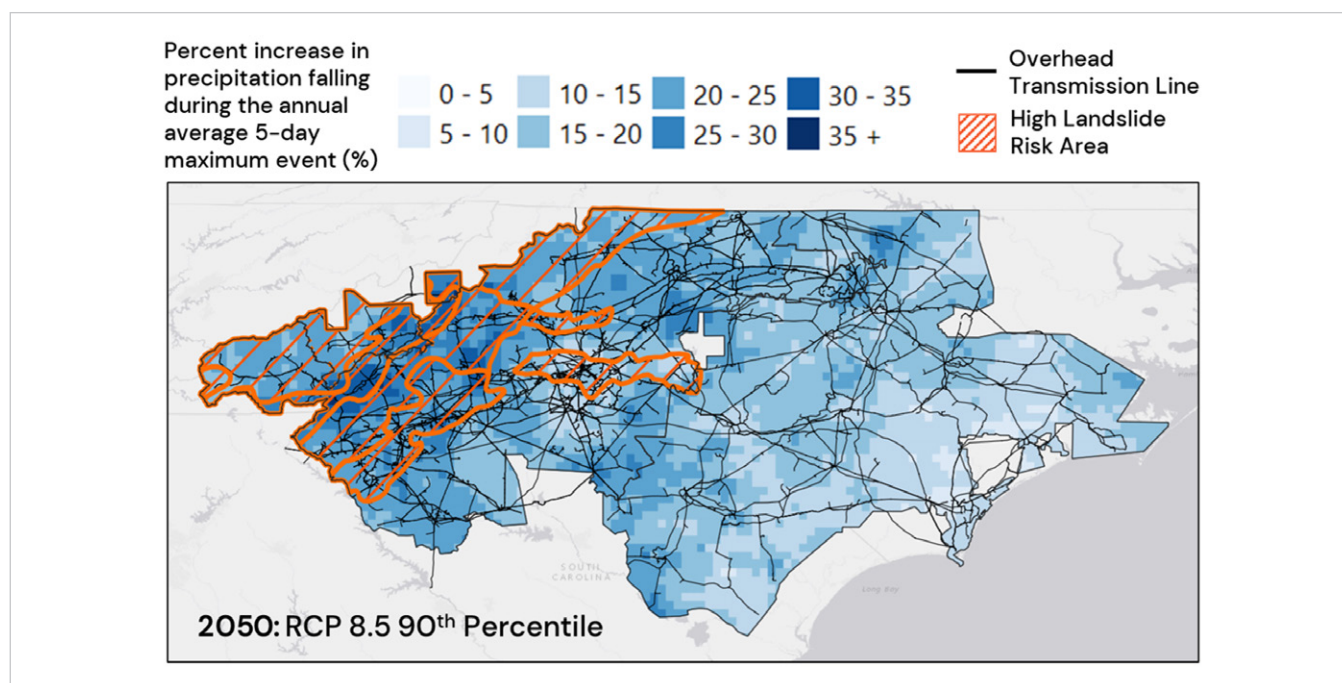 Percent increase in
precipitation falling
during the annual
average 5-day
maximum event (%)
0 - 5
10 - 15
20 - 25
30 - 35
5 - 10
15 - 20
25 - 30
35 +
Overhead
Transmission Line
High Landslide
Risk Area
SOUTH
CAROLINA
Long Bay
2050: RCP 8.5 90th Percentile